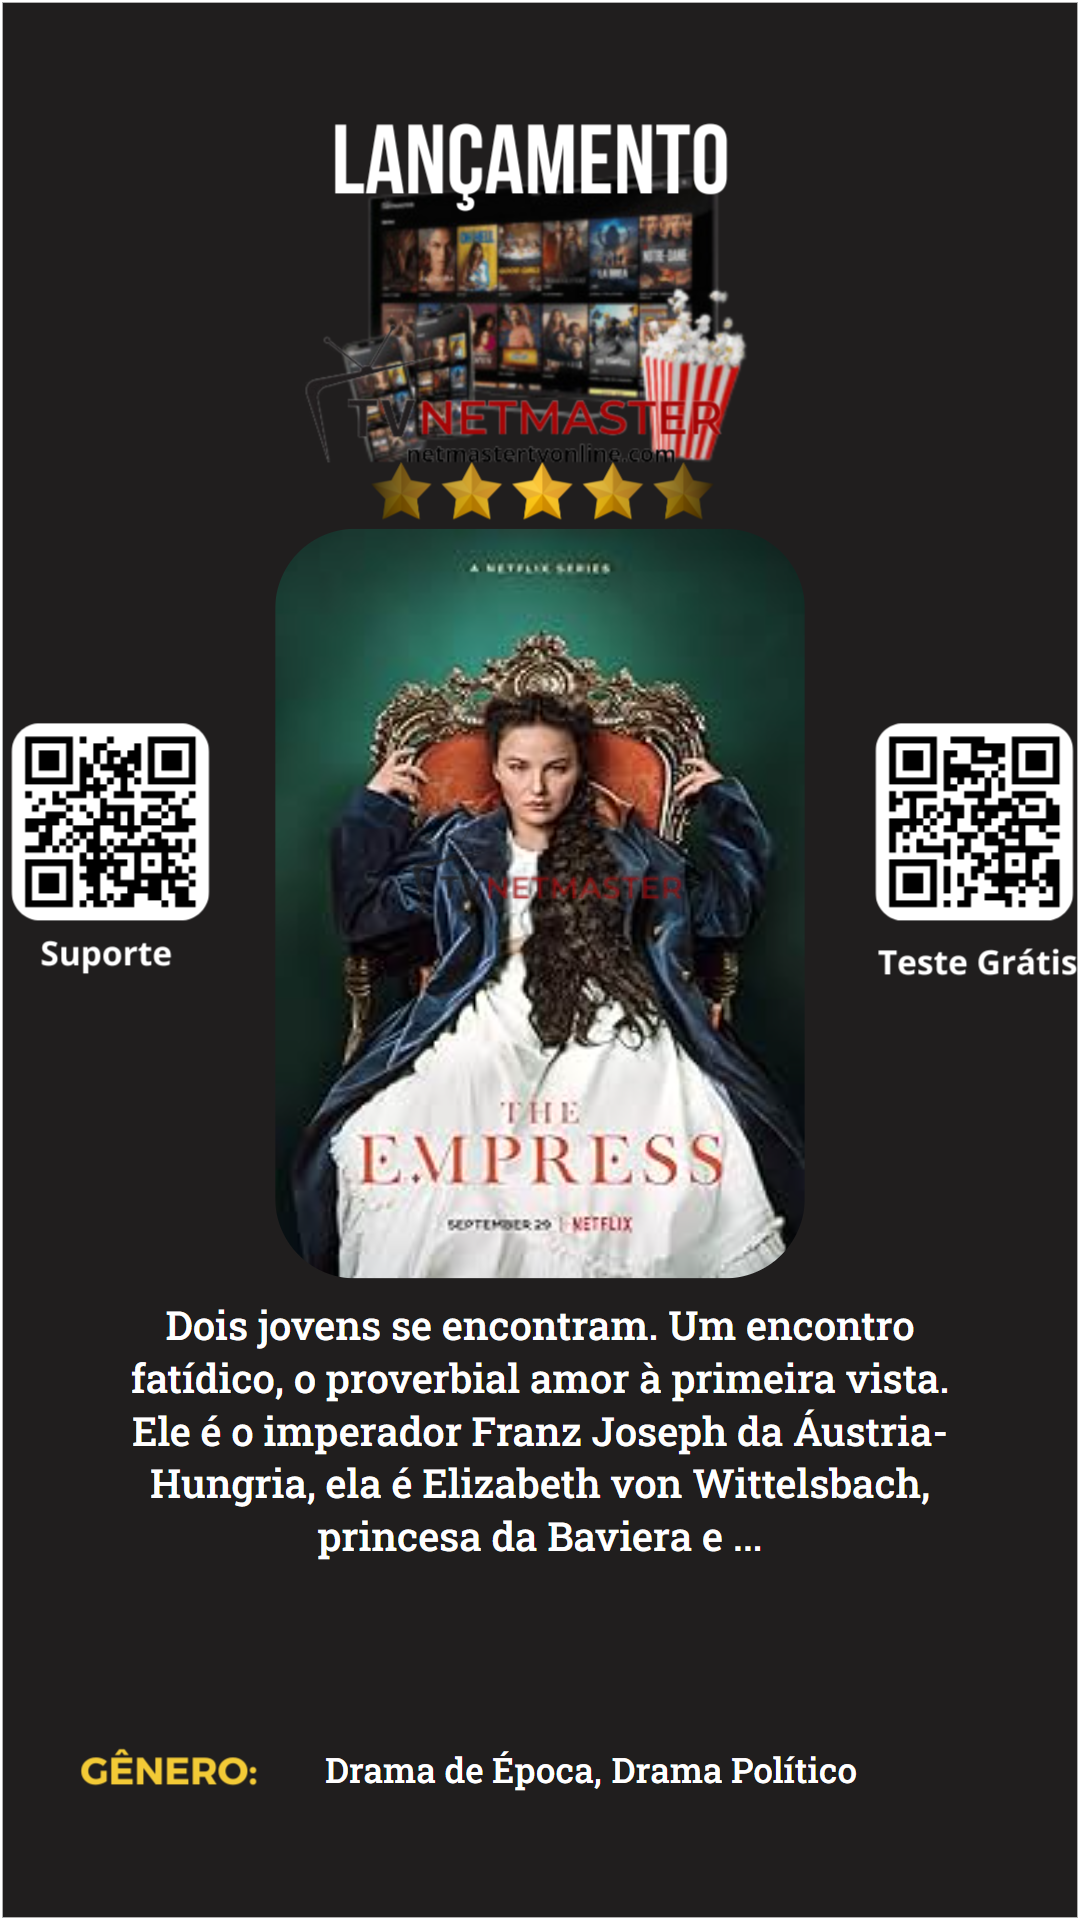 LANÇAMENTO
TVNETMASTER
netmastertvonline.com
A NETFLIX SERIES
TVNETMASTER
Suporte
Teste Grátis
THE
EMPRESS
SEPTEMBER 29 | NETFLIX
Dois jovens se encontram. Um encontro
fatídico, o proverbial amor à primeira vista.
Ele é o imperador Franz Joseph da Áustria-
Hungria, ela é Elizabeth von Wittelsbach,
princesa da Baviera e ...
GÊNERO: Drama de Época, Drama Político